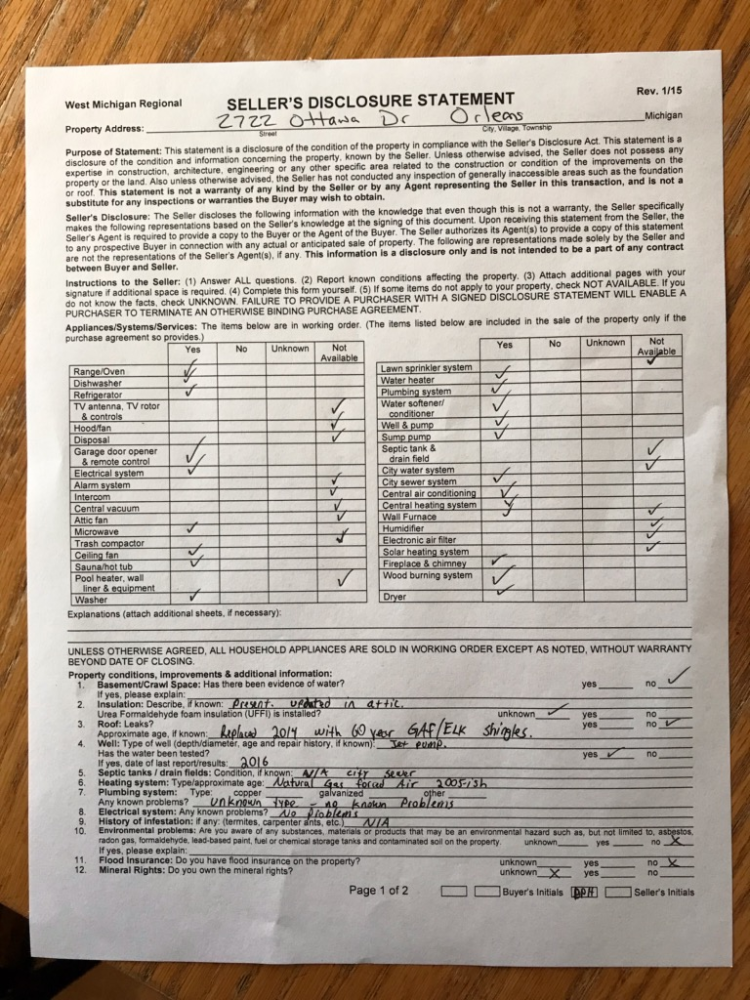 West Michigan Regional
SELLER'S DISCLOSURE STATEMENT
Rev. 1/15
Property Address: 2722 Ottawa Dr Orleans Michigan
Street City, Village, Township
Purpose of Statement: This statement is a disclosure of the condition of the property in compliance with the Seller's Disclosure Act. This statement is a
disclosure of the condition and information concerning the property, known by the Seller. Unless otherwise advised, the Seller does not possess any
expertise in construction, architecture, engineering or any other specific area related to the construction or condition of the improvements on the
property or the land. Also unless otherwise advised, the Seller has not conducted any inspection of generally inaccessible areas such as the foundation
or roof. This statement is not a warranty of any kind by the Seller or by any Agent representing the Seller in this transaction, and is not a
substitute for any inspections or warranties the Buyer may wish to obtain.
Seller's Disclosure: The Seller discloses the following information with the knowledge that even though this is not a warranty, the Seller specifically
makes the following representations based on the Seller's knowledge at the signing of this document. Upon receiving this statement from the Seller, the
Seller's Agent is required to provide a copy to the Buyer or the Agent of the Buyer. The Seller authorizes its Agent(s) to provide a copy of this statement
to any prospective Buyer in connection with any actual or anticipated sale of property. The following are representations made solely by the Seller and
are not the representations of the Seller's Agent(s), if any. This information is a disclosure only and is not intended to be a part of any contract
between Buyer and Seller.
Instructions to the Seller: (1) Answer ALL questions. (2) Report known conditions affecting the property. (3) Attach additional pages with your
signature if additional space is required. (4) Complete this form yourself. (5) If some items do not apply to your property, check NOT AVAILABLE. If you
do not know the facts, check UNKNOWN. FAILURE TO PROVIDE A PURCHASER WITH A SIGNED DISCLOSURE STATEMENT WILL ENABLE A
PURCHASER TO TERMINATE AN OTHERWISE BINDING PURCHASE AGREEMENT.
Appliances/Systems/Services: The items below are in working order. (The items listed below are included in the sale of the property only if the
purchase agreement so provides.)
Yes No Unknown Not
Available
Range/Oven
Dishwasher
Refrigerator
TV antenna, TV rotor
& controls
Hood/fan
Disposal
Garage door opener
& remote control
Electrical system
Alarm system
Intercom
Central vacuum
Attic fan
Microwave
Trash compactor
Ceiling fan
Sauna/hot tub
Pool heater, wall
liner & equipment
Washer
Yes No Unknown Not
Available
Lawn sprinkler system
Water heater
Plumbing system
Water softener/
conditioner
Well & pump
Sump pump
Septic tank &
drain field
City water system
City sewer system
Central air conditioning
Central heating system
Wall Furnace
Humidifier
Electronic air filter
Solar heating system
Fireplace & chimney
Wood burning system
Dryer
Explanations (attach additional sheets, if necessary):
UNLESS OTHERWISE AGREED, ALL HOUSEHOLD APPLIANCES ARE SOLD IN WORKING ORDER EXCEPT AS NOTED, WITHOUT WARRANTY
BEYOND DATE OF CLOSING.
Property conditions, improvements & additional information:
1. Basement/Crawl Space: Has there been evidence of water? yes no
If yes, please explain:
2. Insulation: Describe, if known: Present. updated in attic.
Urea Formaldehyde foam insulation (UFFI) is installed? unknown yes no
3. Roof: Leaks? yes no
Approximate age, if known: Replaced 2014 with 60 year GAF/ELK shingles.
4. Well: Type of well (depth/diameter, age and repair history, if known): Jet pump.
Has the water been tested? yes no
If yes, date of last report/results: 2016
5. Septic tanks / drain fields: Condition, if known: N/A city sewer
6. Heating system: Type/approximate age: Natural Gas forced Air 2005-ish
7. Plumbing system: Type: copper galvanized other
Any known problems? Unknown type - no known Problems
8. Electrical system: Any known problems? No problems
9. History of infestation: if any: (termites, carpenter ants, etc.) N/A
10. Environmental problems: Are you aware of any substances, materials or products that may be an environmental hazard such as, but not limited to, asbestos,
radon gas, formaldehyde, lead-based paint, fuel or chemical storage tanks and contaminated soil on the property. unknown yes no X
If yes, please explain:
11. Flood Insurance: Do you have flood insurance on the property? unknown yes no X
12. Mineral Rights: Do you own the mineral rights? unknown X yes no
Page 1 of 2 Buyer's Initials Seller's Initials